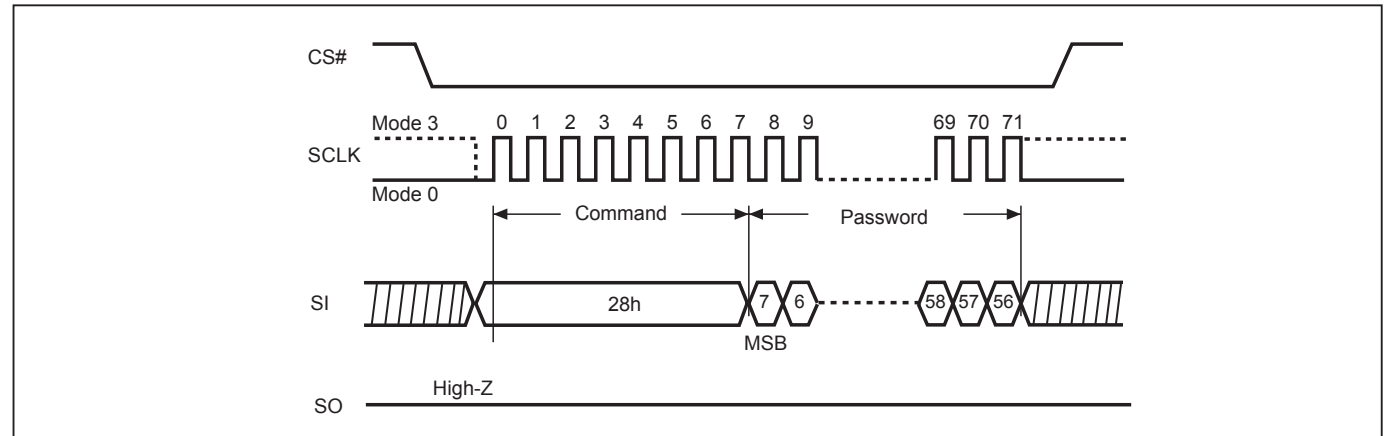 CS#
Mode 3 0 1 2 3 4 5 6 7 8 9 69 70 71
SCLK
Mode 0
Command Password
SI 28h 7 6 58 57 56
MSB
High-Z
SO